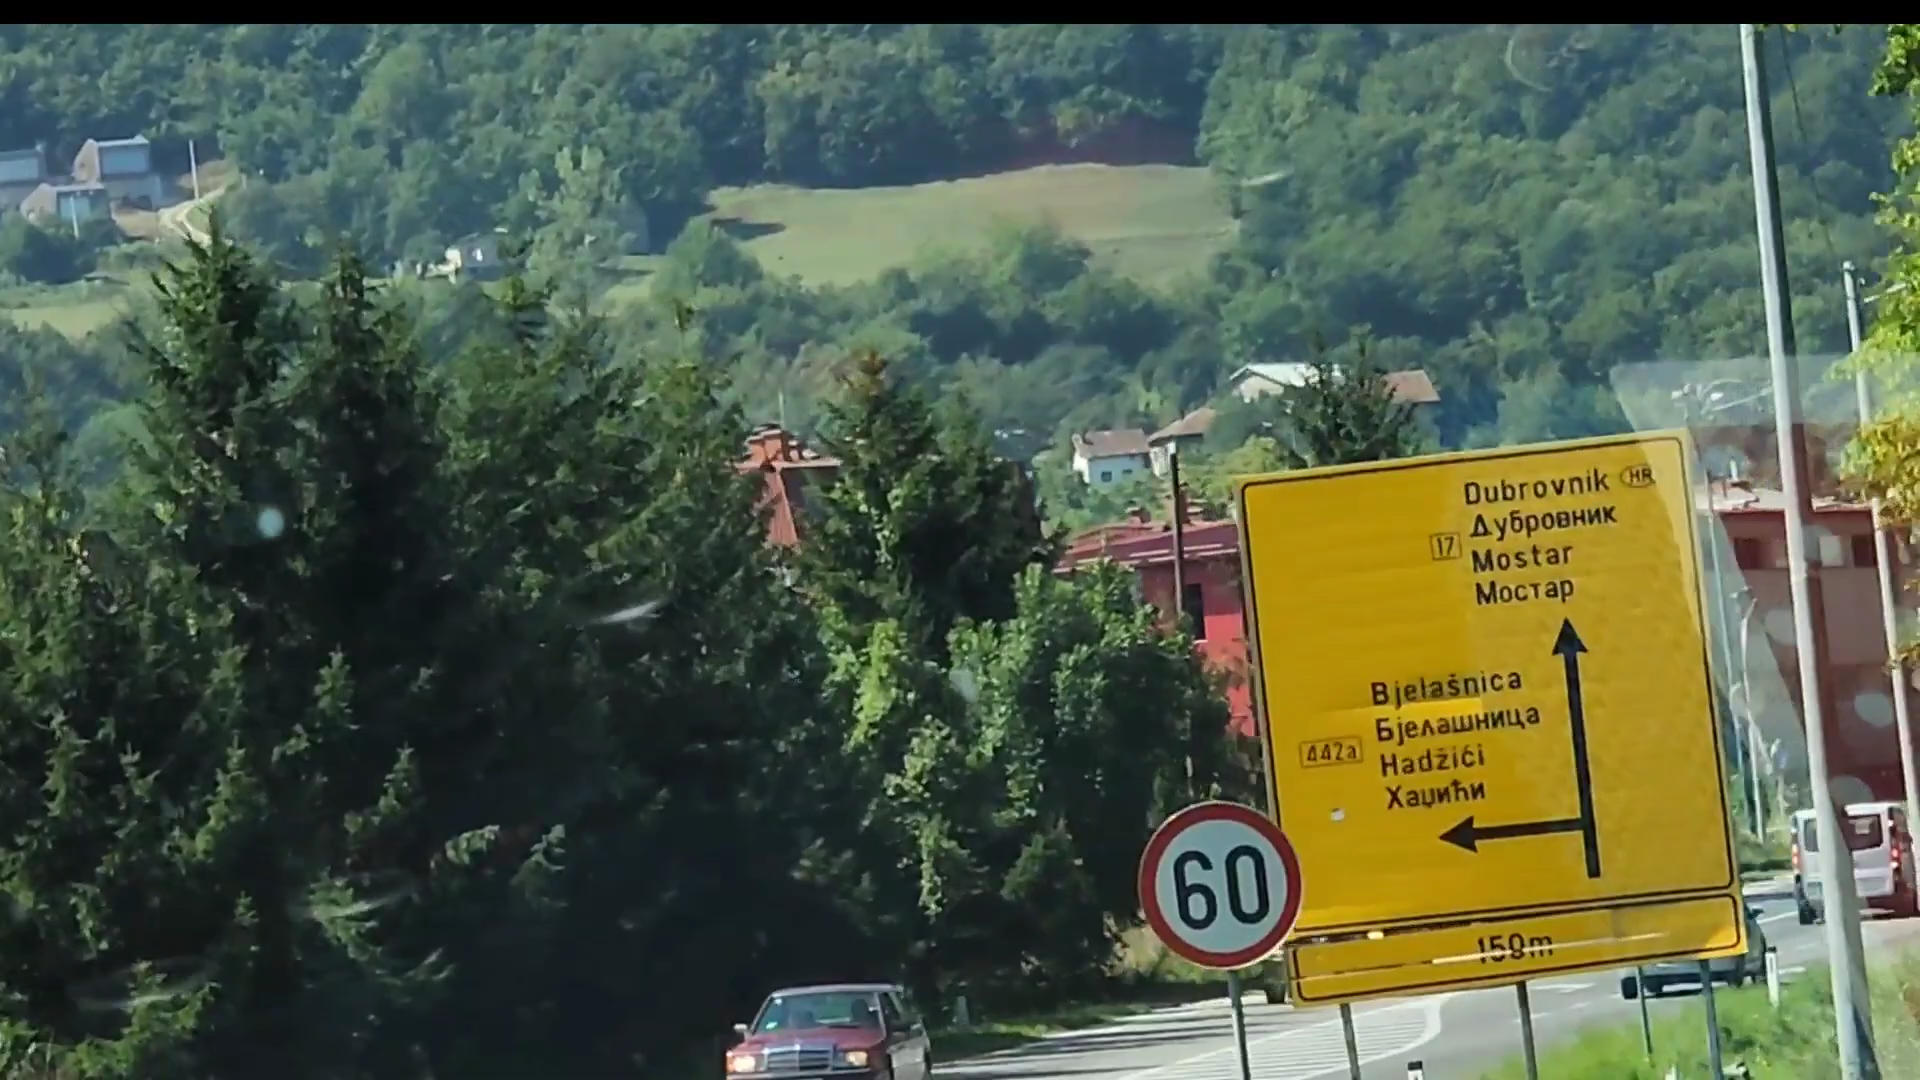 Dubrovnik HR
Дубровник
17
Mostar
Мостар
Bjelašnica
Бјелашница
442a
Hadžići
Хаџићи
60
150m